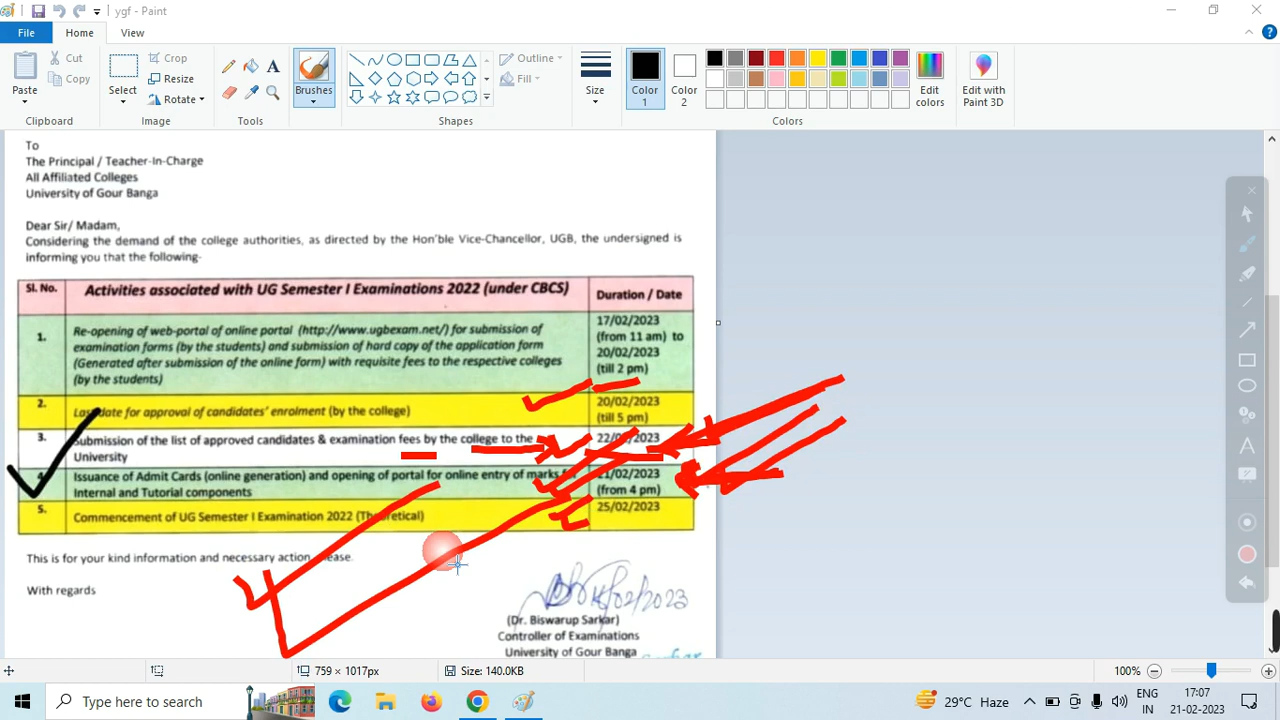 ygf - Paint
File
Home
View
Paste
Cut
Copy
Clipboard
Select
Crop
Resize
Rotate
Image
A
Tools
Brushes
Outline
Fill
Shapes
Size
Color 1
Color 2
Edit colors
Colors
Edit with Paint 3D
To
The Principal / Teacher-In-Charge
All Affiliated Colleges
University of Gour Banga
Dear Sir/ Madam,
Considering the demand of the college authorities, as directed by the Hon'ble Vice-Chancellor, UGB, the undersigned is
informing you that the following-
Sl. No. Activities associated with UG Semester I Examinations 2022 (under CBCS) Duration / Date
1. Re-opening of web-portal of online portal (http://www.ugbexam.net/) for submission of
examination forms (by the students) and submission of hard copy of the application form
(Generated after submission of the online form) with requisite fees to the respective colleges
(by the students)
17/02/2023
(from 11 am) to
20/02/2023
(till 2 pm)
2. Last date for approval of candidates' enrolment (by the college)
20/02/2023
(till 5 pm)
3. Submission of the list of approved candidates & examination fees by the college to the
University
22/02/2023
4. Issuance of Admit Cards (online generation) and opening of portal for online entry of marks for
Internal and Tutorial components
21/02/2023
(from 4 pm)
5. Commencement of UG Semester I Examination 2022 (Theoretical)
25/02/2023
This is for your kind information and necessary action please.
With regards
(Dr. Biswarup Sarkar)
Controller of Examinations
University of Gour Banga
759 × 1017px
Size: 140.0KB
100%
Type here to search
29°C Haze
ENG
IN
17:07
21-02-2023